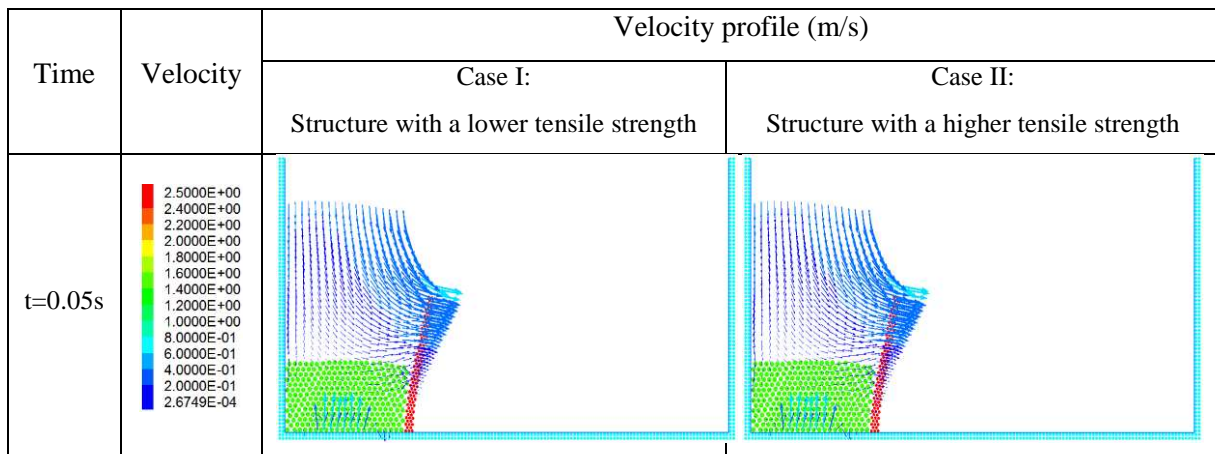 Time
Velocity
Velocity profile (m/s)
Case I:
Structure with a lower tensile strength
Case II:
Structure with a higher tensile strength
t=0.05s
2.5000E+00
2.4000E+00
2.2000E+00
2.0000E+00
1.8000E+00
1.6000E+00
1.4000E+00
1.2000E+00
1.0000E+00
8.0000E-01
6.0000E-01
4.0000E-01
2.0000E-01
2.6749E-04